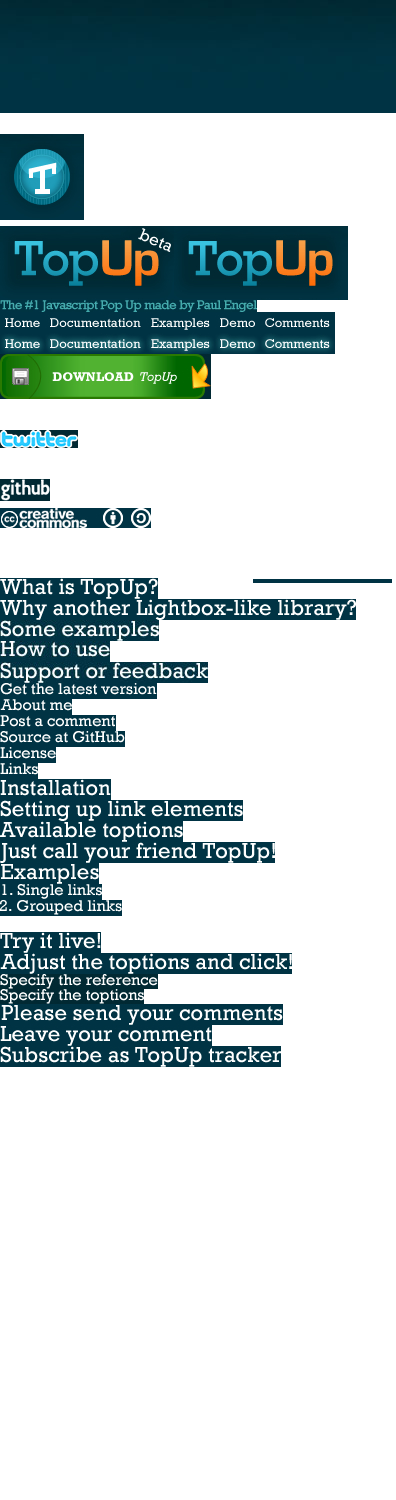 T
beta
TopUp TopUp
The #1 Javascript Pop Up made by Paul Engel
Home Documentation Examples Demo Comments
Home Documentation Examples Demo Comments
DOWNLOAD TopUp
twitter
github
cc creative commons
What is TopUp?
Why another Lightbox-like library?
Some examples
How to use
Support or feedback
Get the latest version
About me
Post a comment
Source at GitHub
License
Links
Installation
Setting up link elements
Available toptions
Just call your friend TopUp!
Examples
1. Single links
2. Grouped links
Try it live!
Adjust the toptions and click!
Specify the reference
Specify the toptions
Please send your comments
Leave your comment
Subscribe as TopUp tracker